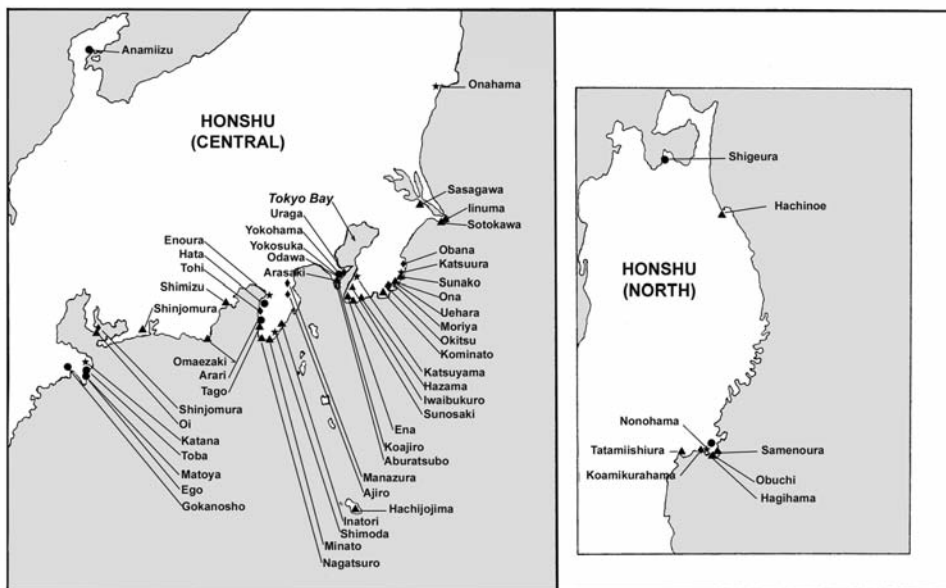 Anamiizu
Onahama
HONSHU
(CENTRAL)
Sasagawa
Iinuma
Sotokawa
Tokyo Bay
Uraga
Yokohama
Yokosuka
Odawa
Arasaki
Enoura
Hata
Tohi
Shimizu
Shinjomura
Obana
Katsuura
Sunako
Ona
Uehara
Moriya
Okitsu
Kominato
Omaezaki
Arari
Tago
Katsuyama
Hazama
Iwaibukuro
Sunosaki
Shinjomura
Oi
Katana
Toba
Matoya
Ego
Gokanosho
Ena
Koajiro
Aburatsubo
Manazura
Ajiro
Hachijojima
Inatori
Shimoda
Minato
Nagatsuro
Shigeura
Hachinoe
HONSHU
(NORTH)
Nonohama
Tatamiishiura
Samenoura
Koamikurahama
Obuchi
Hagihama